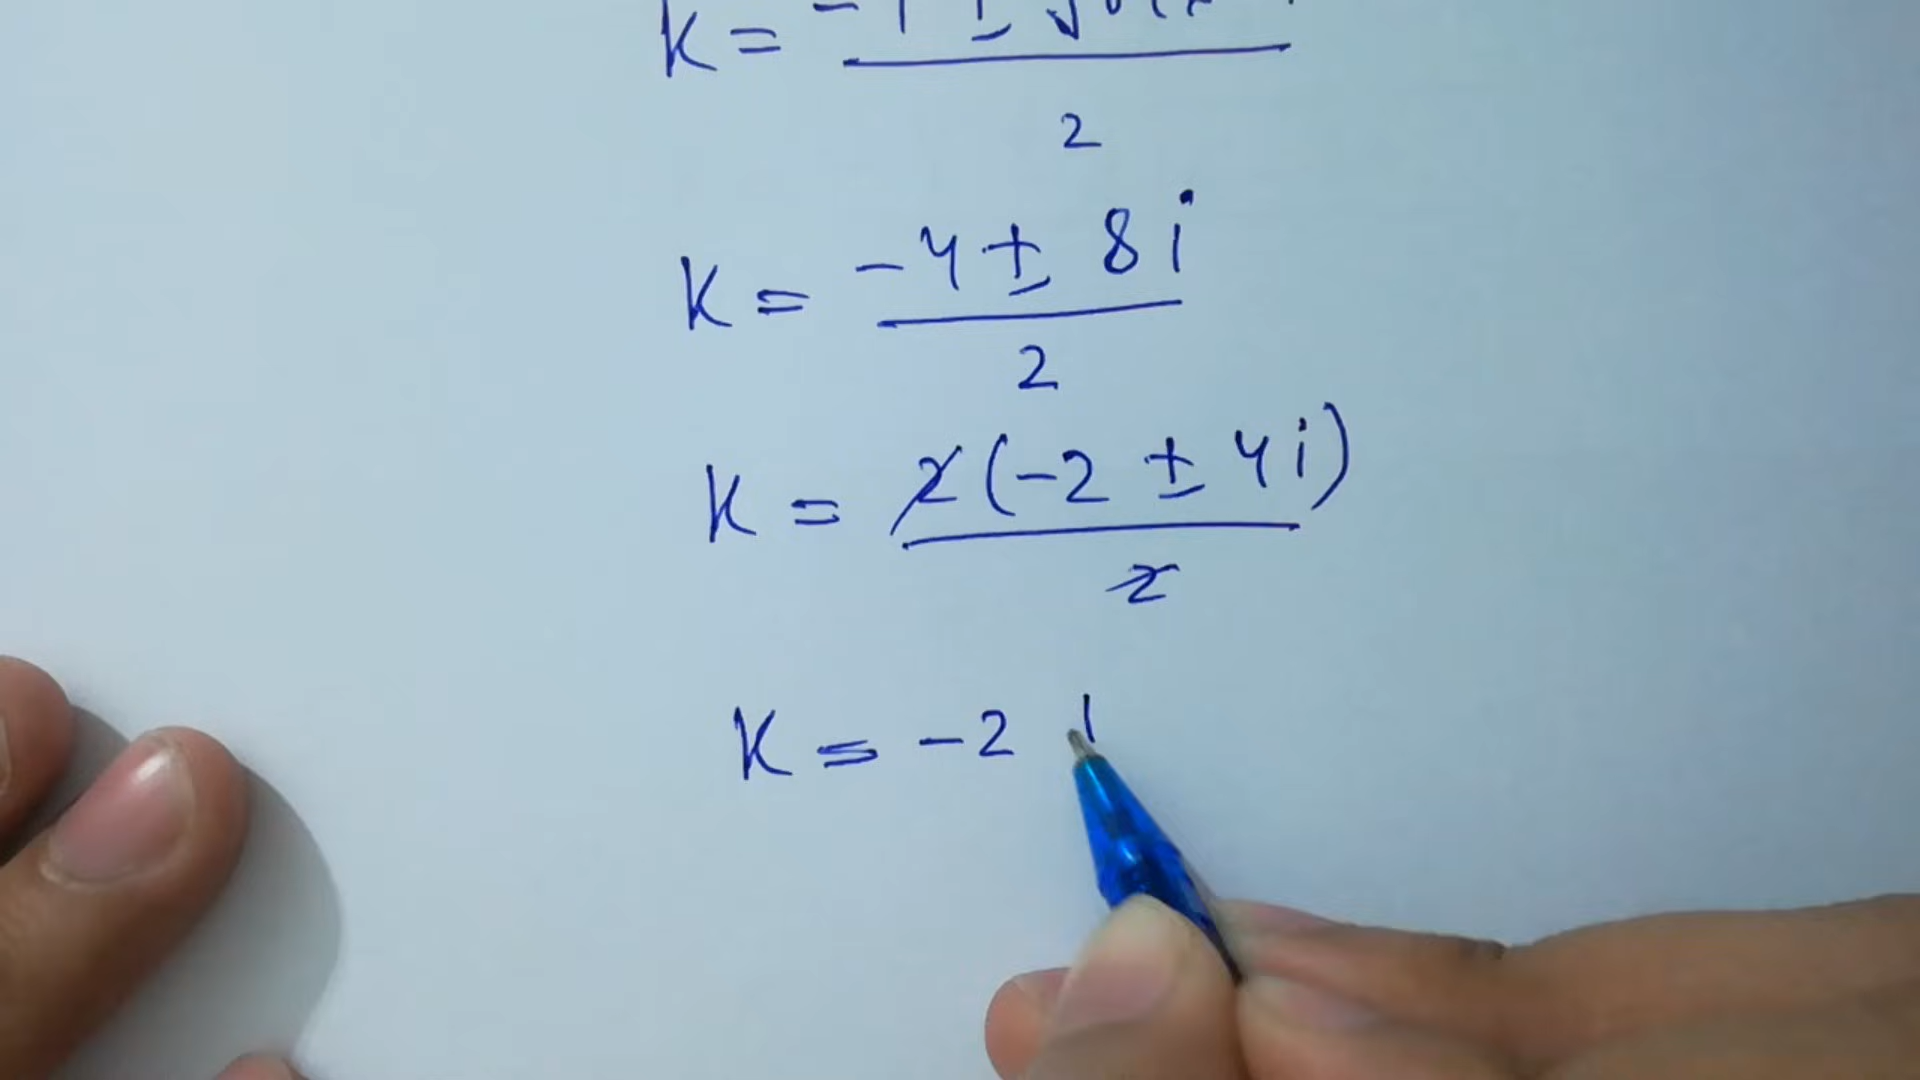 K =
2
K = -4 ± 8i
2
K = 2(-2 ± 4i)
2
K = -2